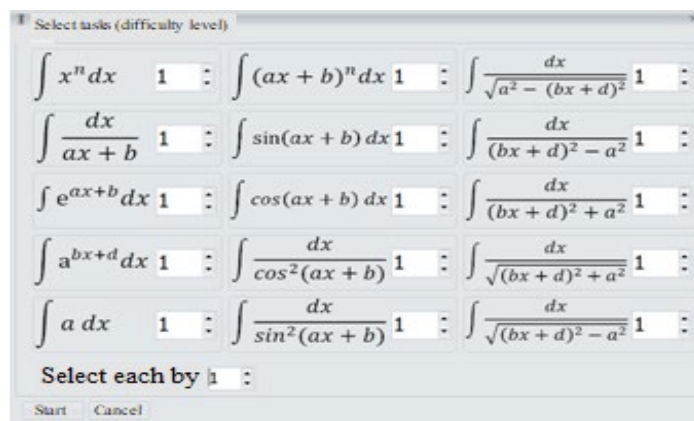 Select tasks (difficulty level)
∫ xⁿdx 1 ∫ (ax + b)ⁿdx 1 ∫ dx/√(a² − (bx + d)²) 1
∫ dx/(ax + b) 1 ∫ sin(ax + b) dx 1 ∫ dx/((bx + d)² − a²) 1
∫ e^(ax+b) dx 1 ∫ cos(ax + b) dx 1 ∫ dx/((bx + d)² + a²) 1
∫ a^(bx+d) dx 1 ∫ dx/cos²(ax + b) 1 ∫ dx/√((bx + d)² + a²) 1
∫ a dx 1 ∫ dx/sin²(ax + b) 1 ∫ dx/√((bx + d)² − a²) 1
Select each by 1
Start Cancel